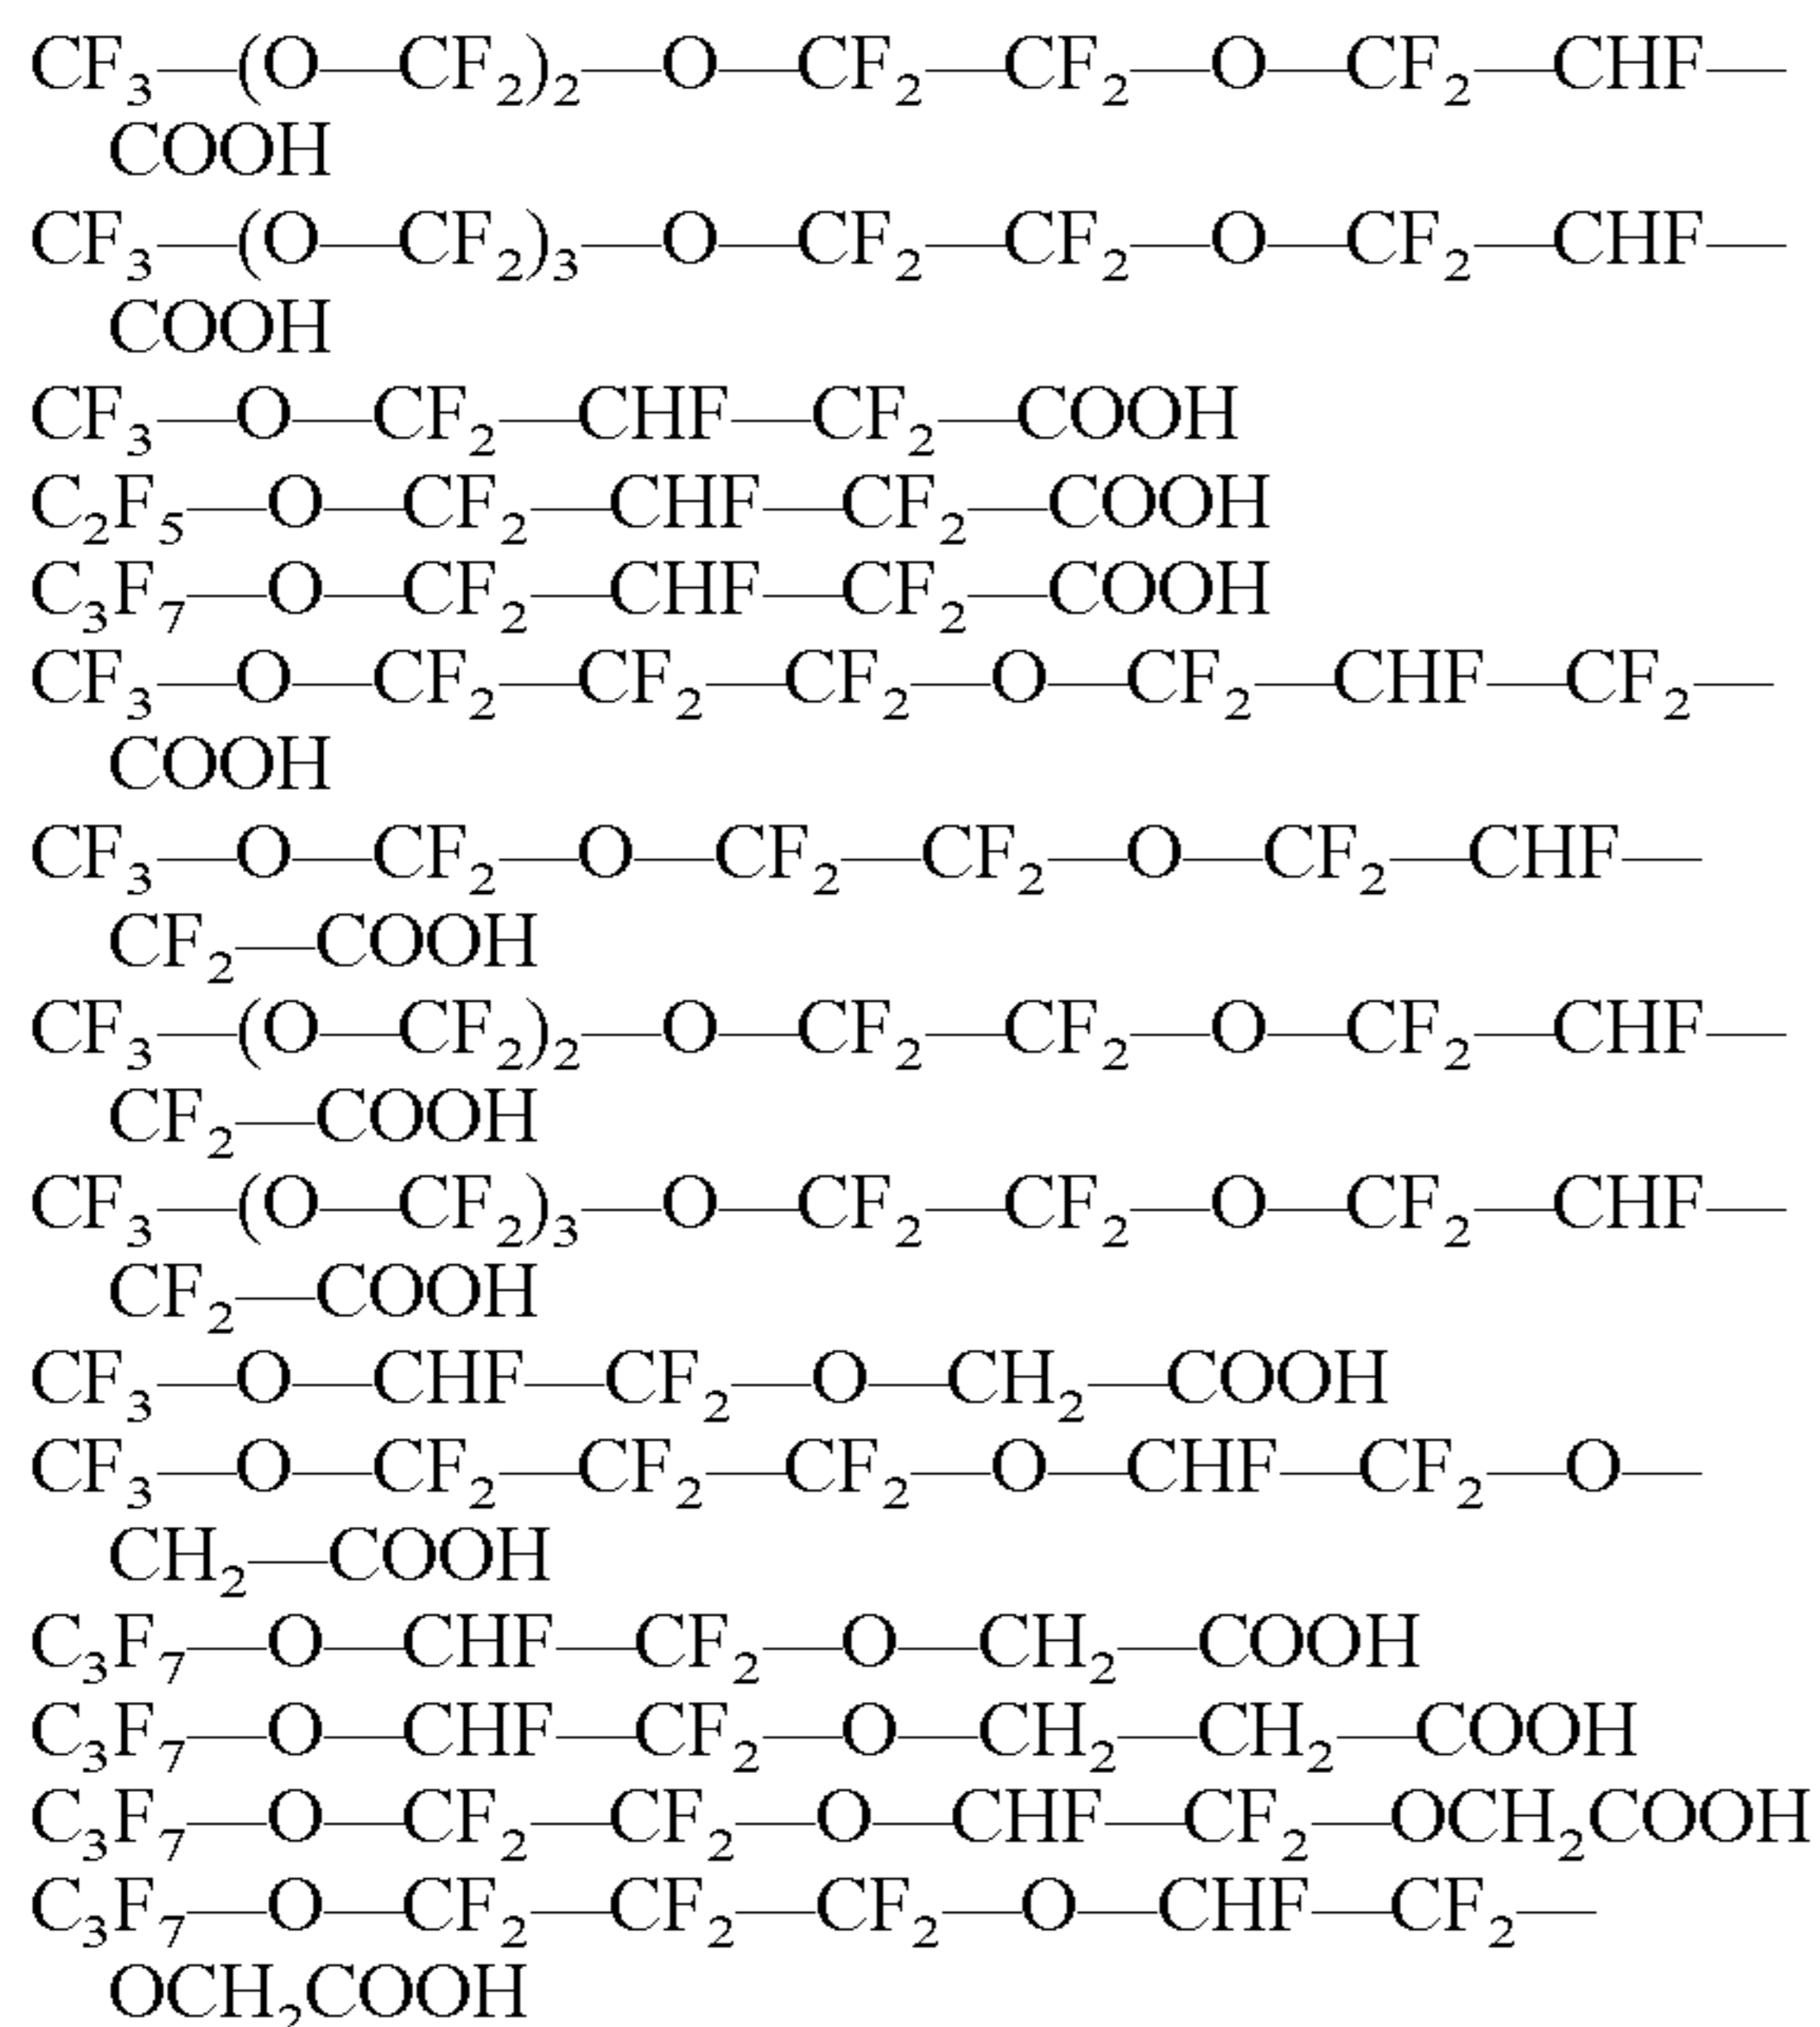 CF₃—(O—CF₂)₂—O—CF₂—CF₂—O—CF₂—CHF—
COOH
CF₃—(O—CF₂)₃—O—CF₂—CF₂—O—CF₂—CHF—
COOH
CF₃—O—CF₂—CHF—CF₂—COOH
C₂F₅—O—CF₂—CHF—CF₂—COOH
C₃F₇—O—CF₂—CHF—CF₂—COOH
CF₃—O—CF₂—CF₂—CF₂—O—CF₂—CHF—CF₂—
COOH
CF₃—O—CF₂—O—CF₂—CF₂—O—CF₂—CHF—
CF₂—COOH
CF₃—(O—CF₂)₂—O—CF₂—CF₂—O—CF₂—CHF—
CF₂—COOH
CF₃—(O—CF₂)₃—O—CF₂—CF₂—O—CF₂—CHF—
CF₂—COOH
CF₃—O—CHF—CF₂—O—CH₂—COOH
CF₃—O—CF₂—CF₂—CF₂—O—CHF—CF₂—O—
CH₂—COOH
C₃F₇—O—CHF—CF₂—O—CH₂—COOH
C₃F₇—O—CHF—CF₂—O—CH₂—CH₂—COOH
C₃F₇—O—CF₂—CF₂—O—CHF—CF₂—OCH₂COOH
C₃F₇—O—CF₂—CF₂—CF₂—O—CHF—CF₂—
OCH₂COOH